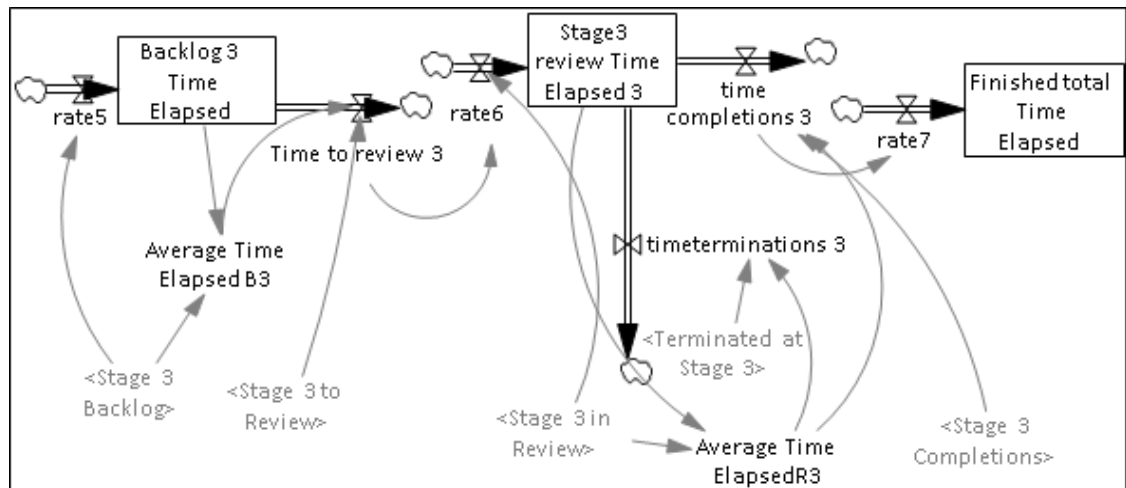 Backlog 3
Time
Elapsed
rate5
Time to review 3
Average Time
Elapsed B3
<Stage 3
Backlog>
<Stage 3 to
Review>
rate6
Stage3
review Time
Elapsed 3
time
completions 3
rate7
Finished total
Time
Elapsed
timeterminations 3
<Terminated at
Stage 3>
<Stage 3 in
Review>
Average Time
ElapsedR3
<Stage 3
Completions>